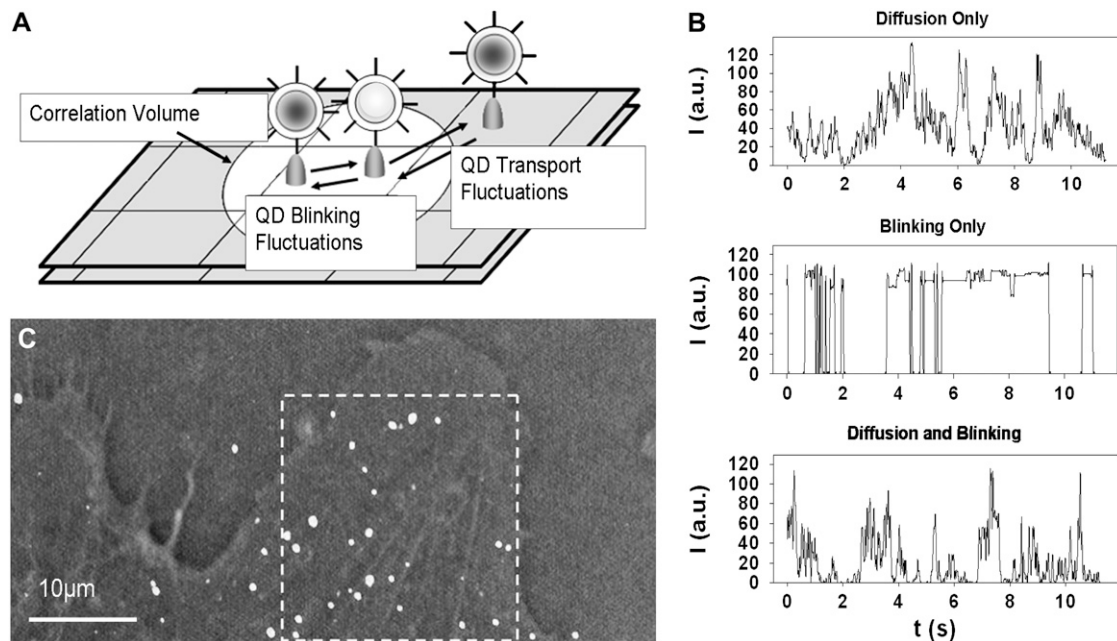 A
Correlation Volume
QD Transport
Fluctuations
QD Blinking
Fluctuations
B
Diffusion Only
I (a.u.)
120
100
80
60
40
20
0
0 2 4 6 8 10
Blinking Only
I (a.u.)
120
100
80
60
40
20
0
0 2 4 6 8 10
Diffusion and Blinking
I (a.u.)
120
100
80
60
40
20
0
0 2 4 6 8 10
t (s)
C
10µm